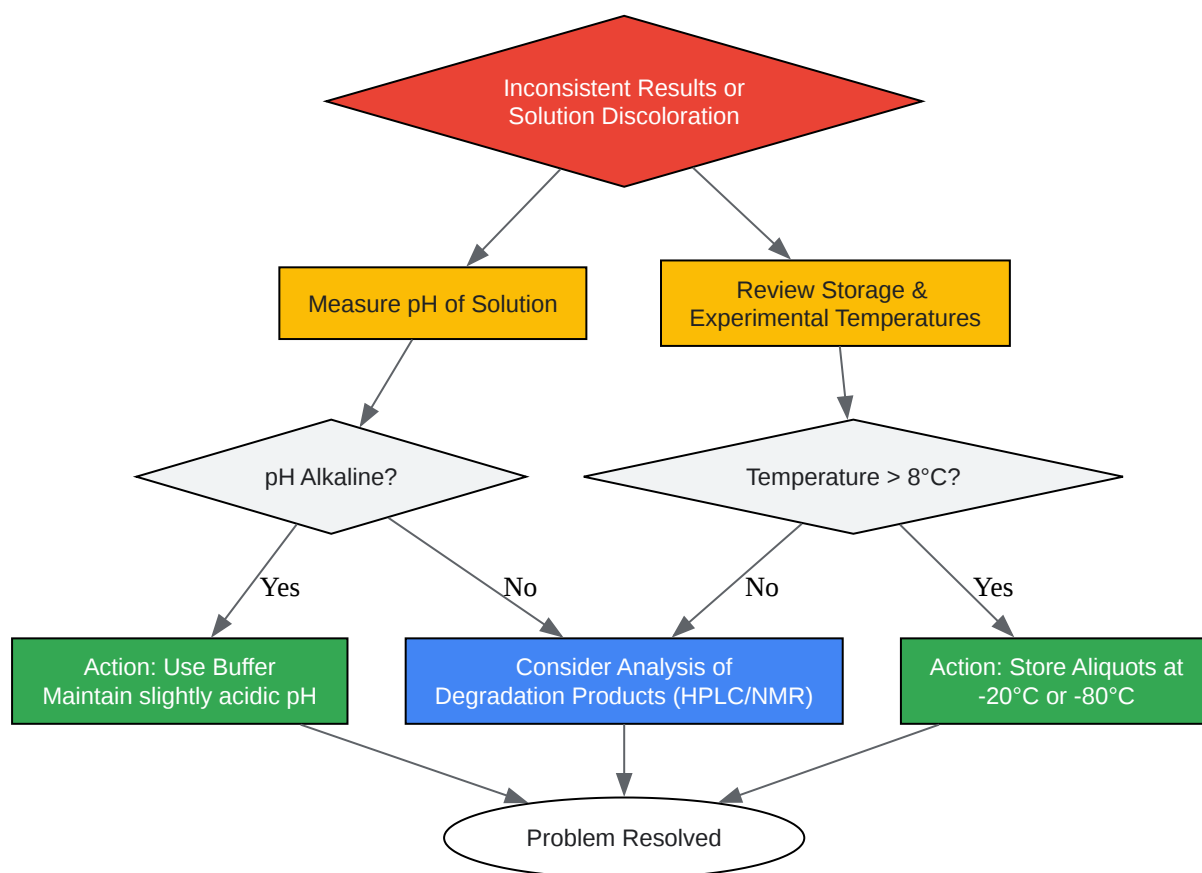 Inconsistent Results or
Solution Discoloration
Measure pH of Solution
Review Storage &
Experimental Temperatures
pH Alkaline?
Temperature > 8°C?
Yes
No
No
Yes
Action: Use Buffer
Maintain slightly acidic pH
Consider Analysis of
Degradation Products (HPLC/NMR)
Action: Store Aliquots at
-20°C or -80°C
Problem Resolved